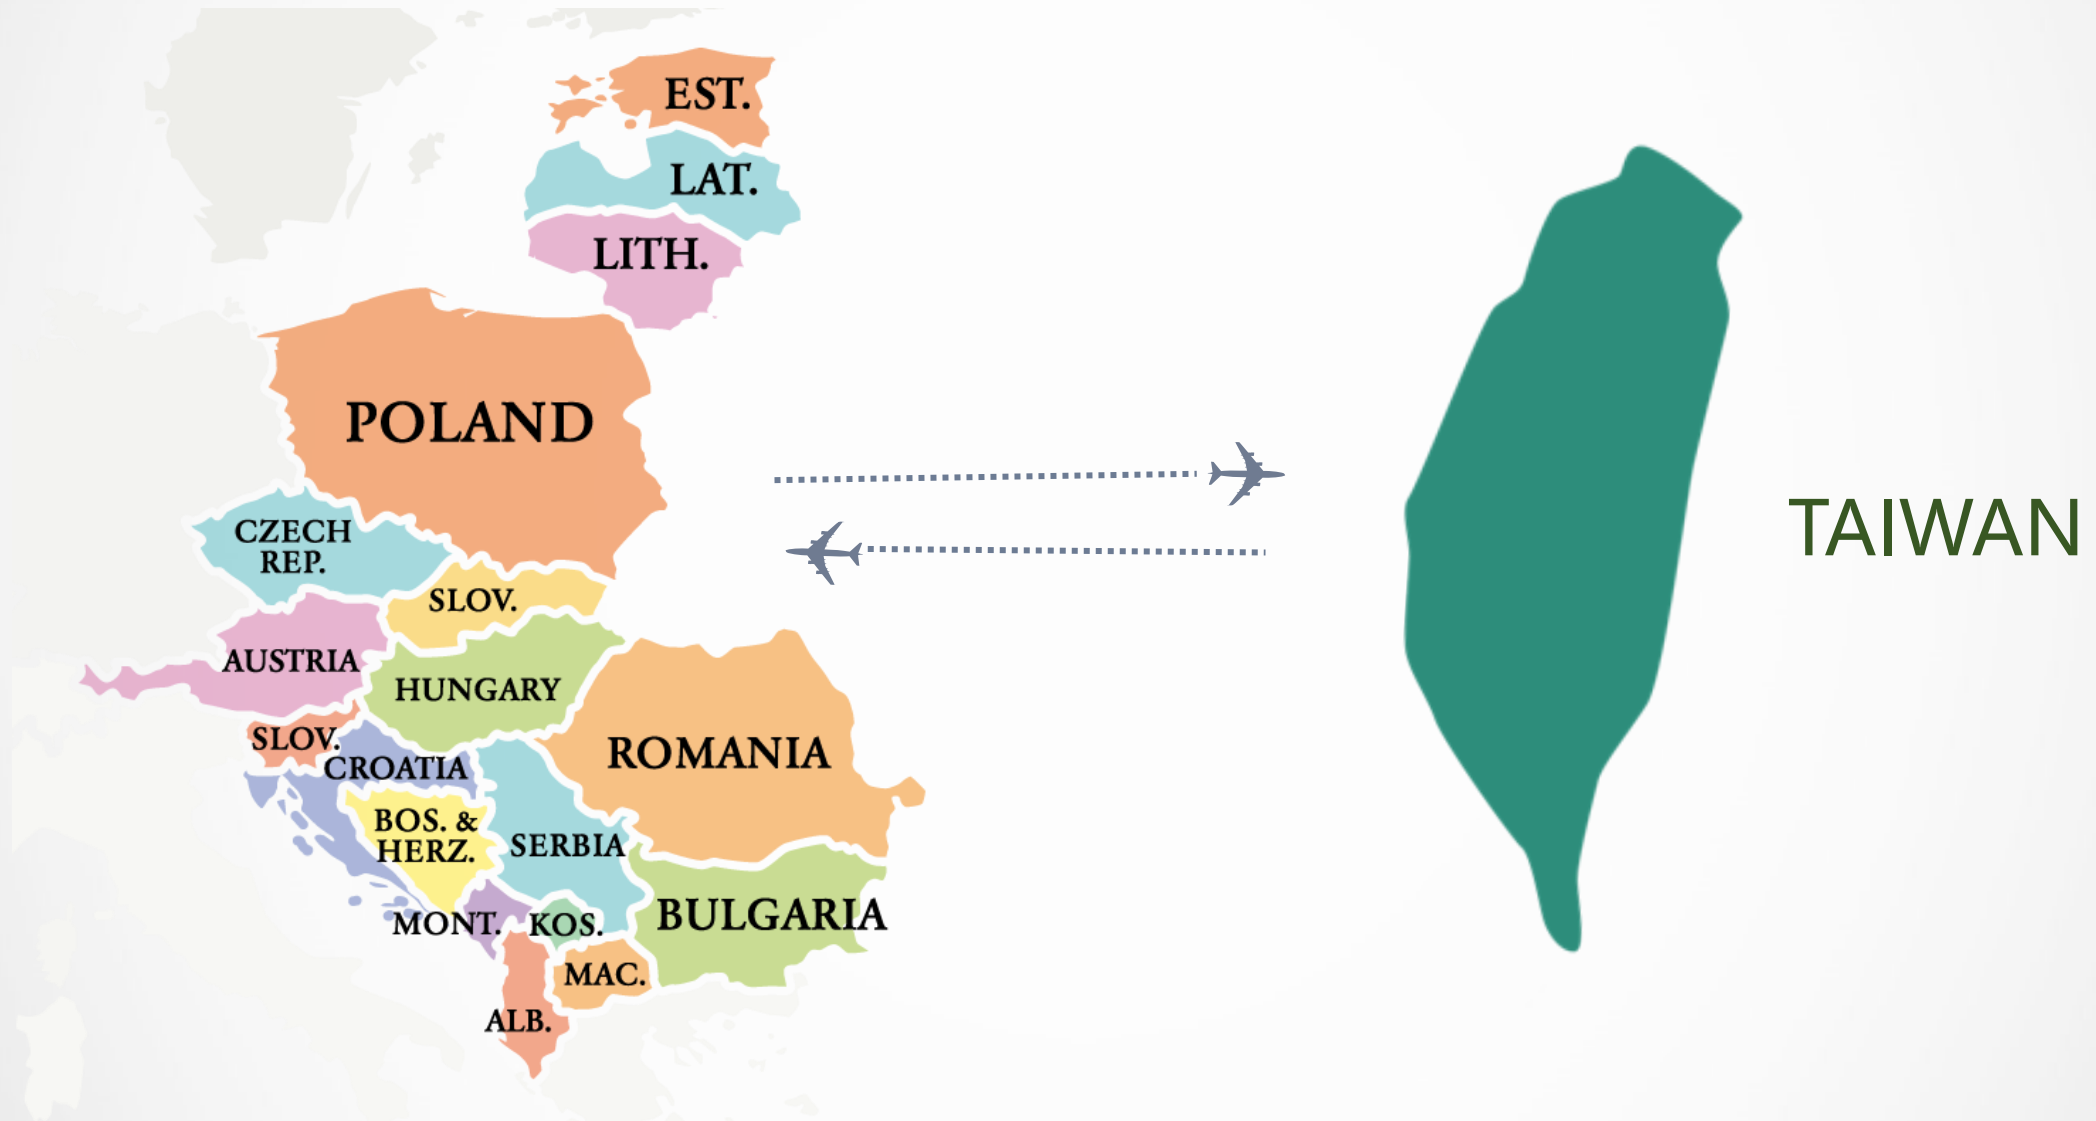 EST.
LAT.
LITH.
POLAND
CZECH
REP.
SLOV.
AUSTRIA
HUNGARY
SLOV.
CROATIA
ROMANIA
BOS. &
HERZ.
SERBIA
MONT.
KOS.
BULGARIA
MAC.
ALB.
TAIWAN